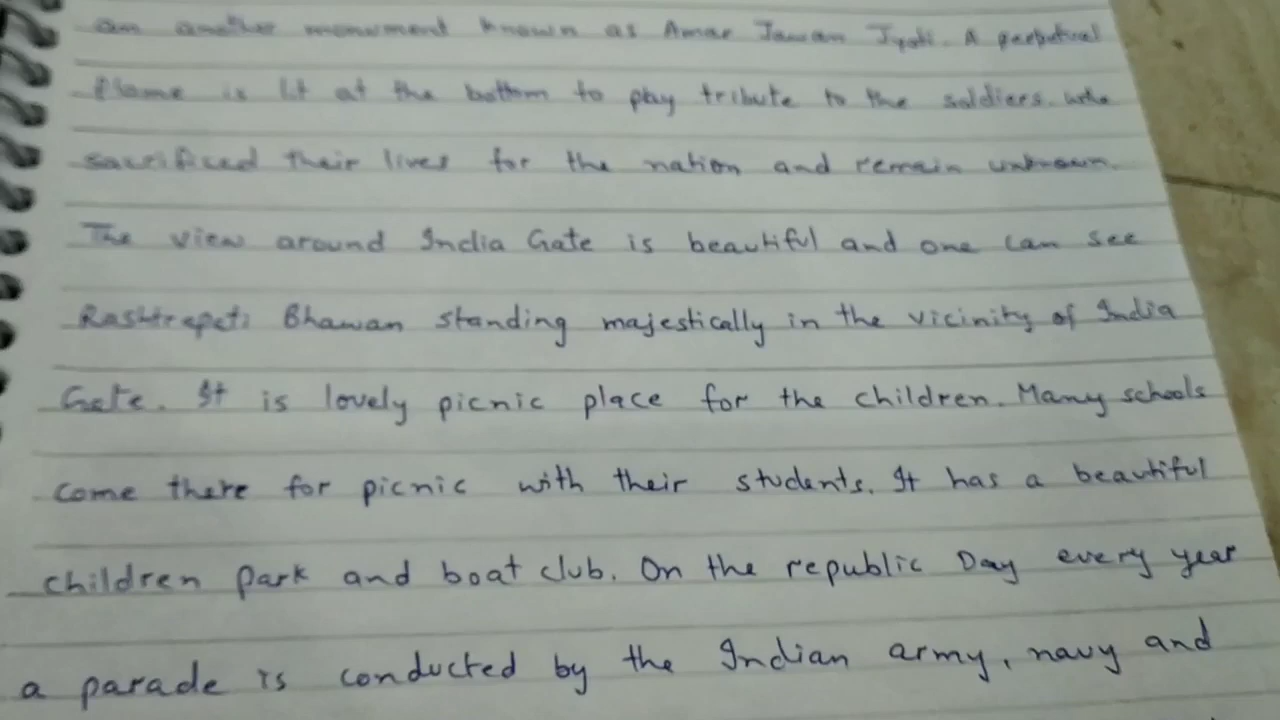 am another monument known as Amar Jawan Jyoti. A
flame is lit at the bottom to pay tribute to the soldiers who
sacrificed their lives for the nation and remain unknown.
The view around India Gate is beautiful and one can see
Rashtrapati Bhawan standing majestically in the vicinity of India
Gate. It is lovely picnic place for the children. Many schools
come there for picnic with their students. It has a beautiful
children park and boat club. On the republic Day every year
a parade is conducted by the Indian army, navy and